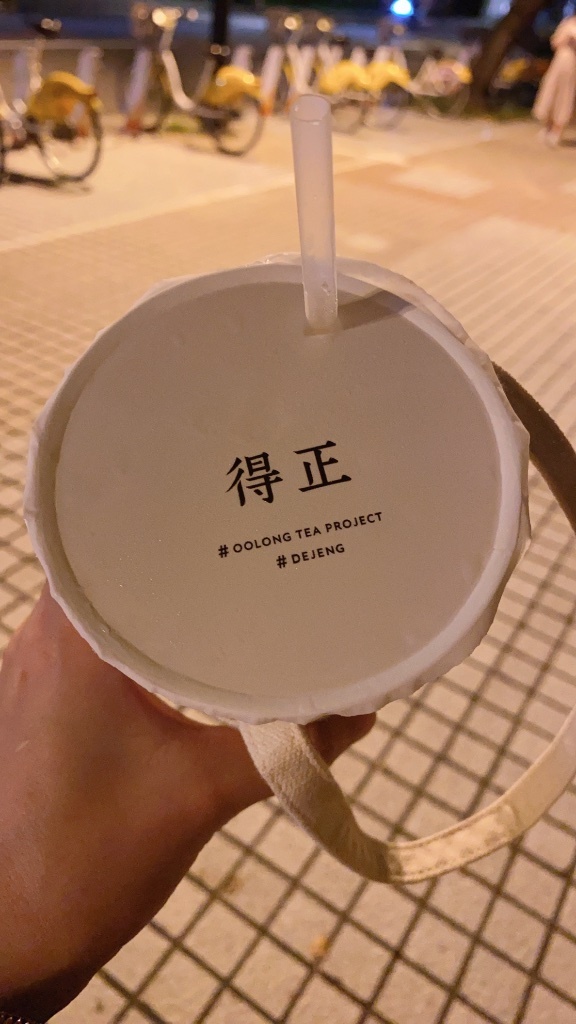 得正
# OOLONG TEA PROJECT
# DEJENG